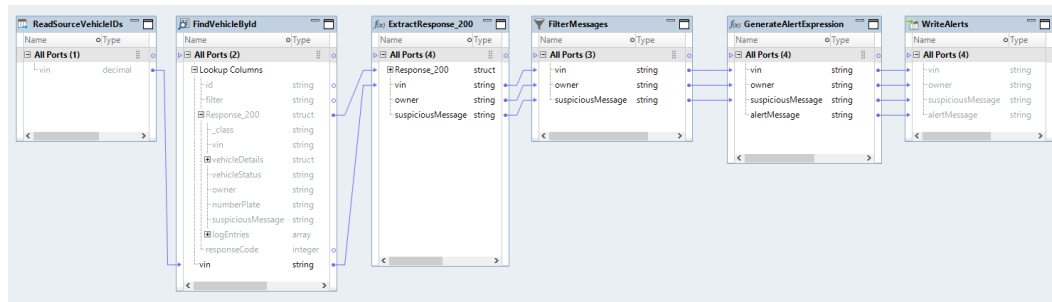 ReadSourceVehicleIDs
Name Type
All Ports (1)
vin decimal
FindVehicleById
Name Type
All Ports (2)
Lookup Columns
id string
filter string
Response_200 struct
_class string
vin string
vehicleDetails struct
vehicleStatus string
owner string
numberPlate string
suspiciousMessage string
logEntries array
responseCode integer
vin string
f(x) ExtractResponse_200
Name Type
All Ports (4)
Response_200 struct
vin string
owner string
suspiciousMessage string
FilterMessages
Name Type
All Ports (3)
vin string
owner string
suspiciousMessage string
f(x) GenerateAlertExpression
Name Type
All Ports (4)
vin string
owner string
suspiciousMessage string
alertMessage string
WriteAlerts
Name Type
All Ports (4)
vin string
owner string
suspiciousMessage string
alertMessage string